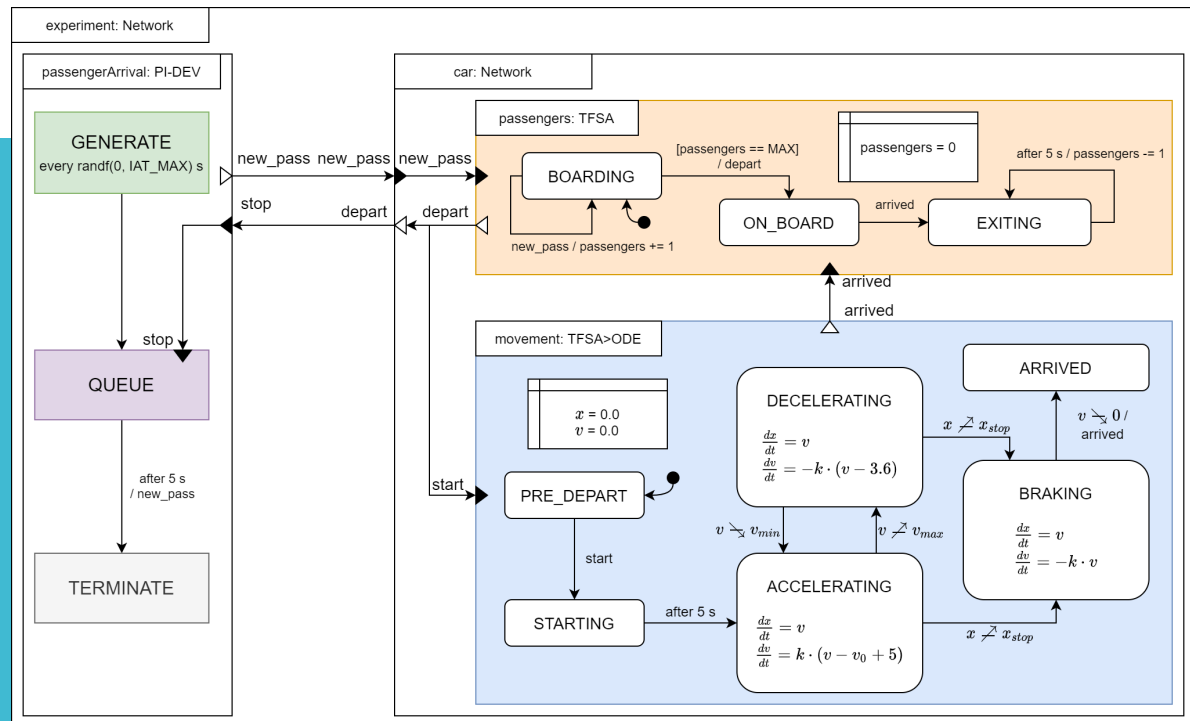 experiment: Network
passengerArrival: PI-DEV
GENERATE
every randf(0, IAT_MAX) s
new_pass
new_pass
new_pass
stop
depart
depart
stop
QUEUE
after 5 s
/ new_pass
TERMINATE
car: Network
passengers: TFSA
BOARDING
new_pass / passengers += 1
[passengers == MAX]
/ depart
ON_BOARD
passengers = 0
arrived
after 5 s / passengers -= 1
EXITING
arrived
arrived
start
movement: TFSA>ODE
x = 0.0
v = 0.0
PRE_DEPART
start
STARTING
after 5 s
DECELERATING
dx/dt = v
dv/dt = −k · (v − 3.6)
v ↘ v_min
v ↗ v_max
ACCELERATING
dx/dt = v
dv/dt = k · (v − v_0 + 5)
x ↗ x_stop
x ↗ x_stop
ARRIVED
v ↘ 0 /
arrived
BRAKING
dx/dt = v
dv/dt = −k · v